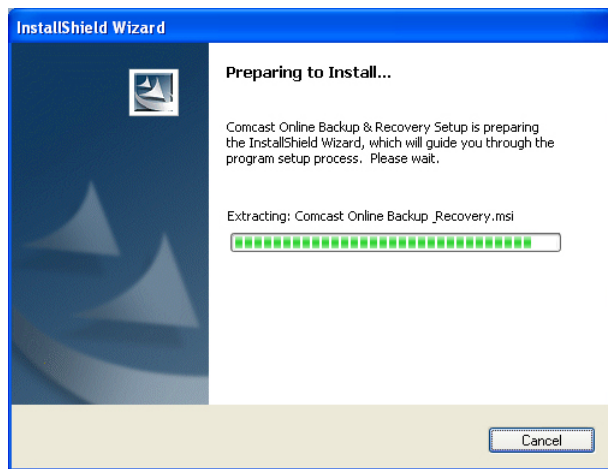 InstallShield Wizard
Preparing to Install...
Comcast Online Backup & Recovery Setup is preparing
the InstallShield Wizard, which will guide you through the
program setup process.  Please wait.
Extracting: Comcast Online Backup _Recovery.msi
Cancel